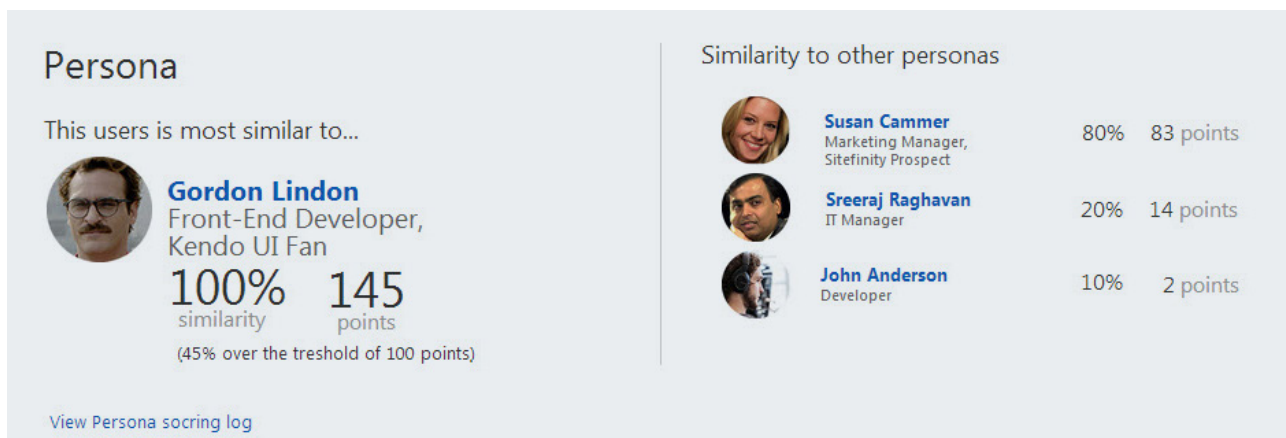 Persona
This users is most similar to...
Gordon Lindon
Front-End Developer,
Kendo UI Fan
100% 145
similarity points
(45% over the treshold of 100 points)
View Persona socring log
Similarity to other personas
Susan Cammer 80% 83 points
Marketing Manager,
Sitefinity Prospect
Sreeraj Raghavan 20% 14 points
IT Manager
John Anderson 10% 2 points
Developer